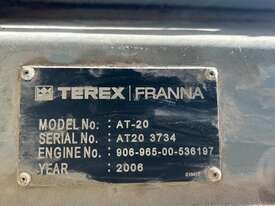 TEREX | FRANNA
MODEL No. : AT-20
SERIAL No. : AT20 3734
ENGINE No. : 906-965-00-536197
YEAR : 2006